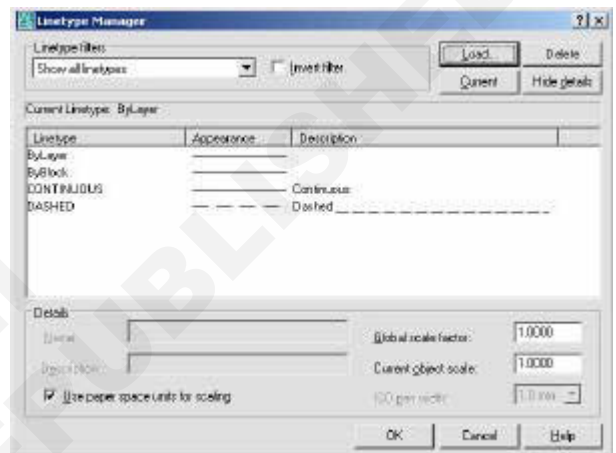 Linetype Manager
Linetype filters
Show all linetypes
Invert filter
Load...
Delete
Current
Hide details
Current Linetype: ByLayer
Linetype Appearance Description
ByLayer
ByBlock
CONTINUOUS Continuous
DASHED Dashed
Details
Name:
Description:
Use paper space units for scaling
Global scale factor: 1.0000
Current object scale: 1.0000
ISO pen width: 1.0 mm
OK Cancel Help